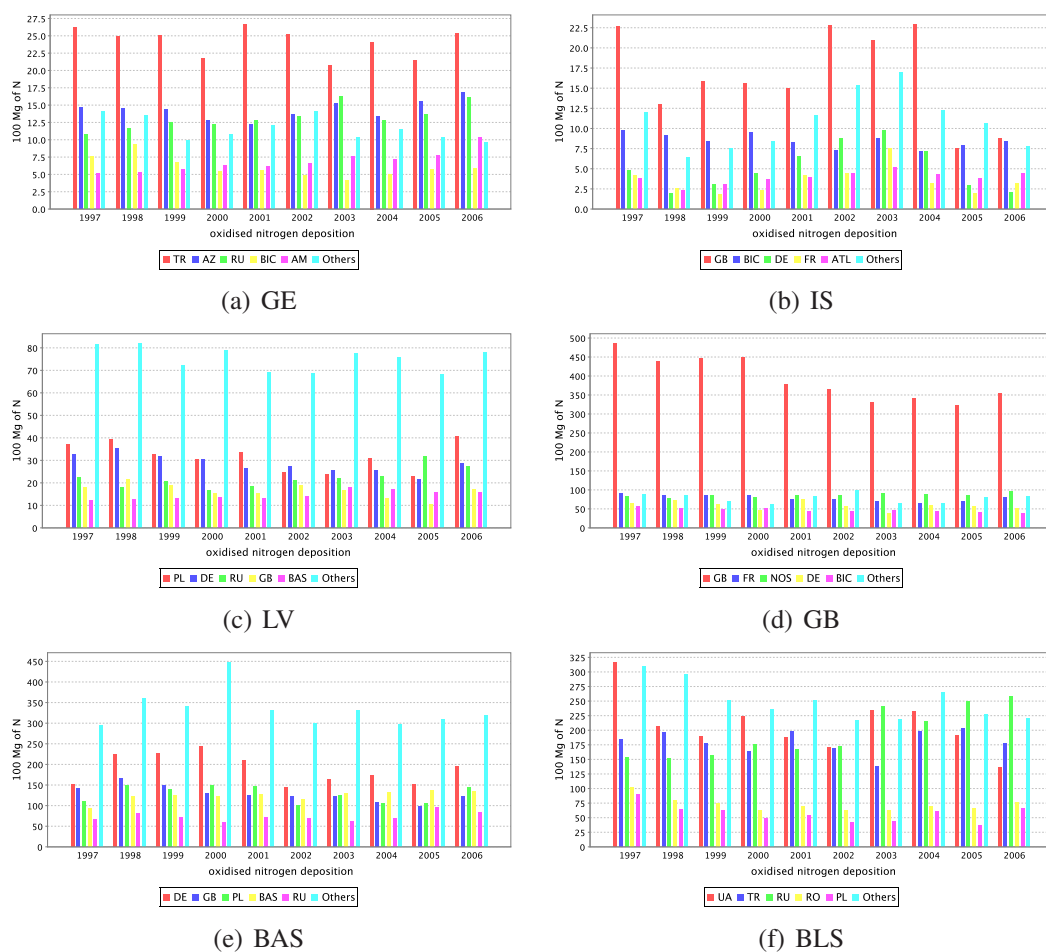 27.5
25.0
22.5
20.0
17.5
15.0
12.5
10.0
7.5
5.0
2.5
0.0
100 Mg of N
1997 1998 1999 2000 2001 2002 2003 2004 2005 2006
oxidised nitrogen deposition
TR AZ RU BIC AM Others
(a) GE
22.5
20.0
17.5
15.0
12.5
10.0
7.5
5.0
2.5
0.0
100 Mg of N
1997 1998 1999 2000 2001 2002 2003 2004 2005 2006
oxidised nitrogen deposition
GB BIC DE FR ATL Others
(b) IS
80
70
60
50
40
30
20
10
0
100 Mg of N
1997 1998 1999 2000 2001 2002 2003 2004 2005 2006
oxidised nitrogen deposition
PL DE RU GB BAS Others
(c) LV
500
450
400
350
300
250
200
150
100
50
0
100 Mg of N
1997 1998 1999 2000 2001 2002 2003 2004 2005 2006
oxidised nitrogen deposition
GB FR NOS DE BIC Others
(d) GB
450
400
350
300
250
200
150
100
50
0
100 Mg of N
1997 1998 1999 2000 2001 2002 2003 2004 2005 2006
oxidised nitrogen deposition
DE GB PL BAS RU Others
(e) BAS
325
300
275
250
225
200
175
150
125
100
75
50
25
0
100 Mg of N
1997 1998 1999 2000 2001 2002 2003 2004 2005 2006
oxidised nitrogen deposition
UA TR RU RO PL Others
(f) BLS